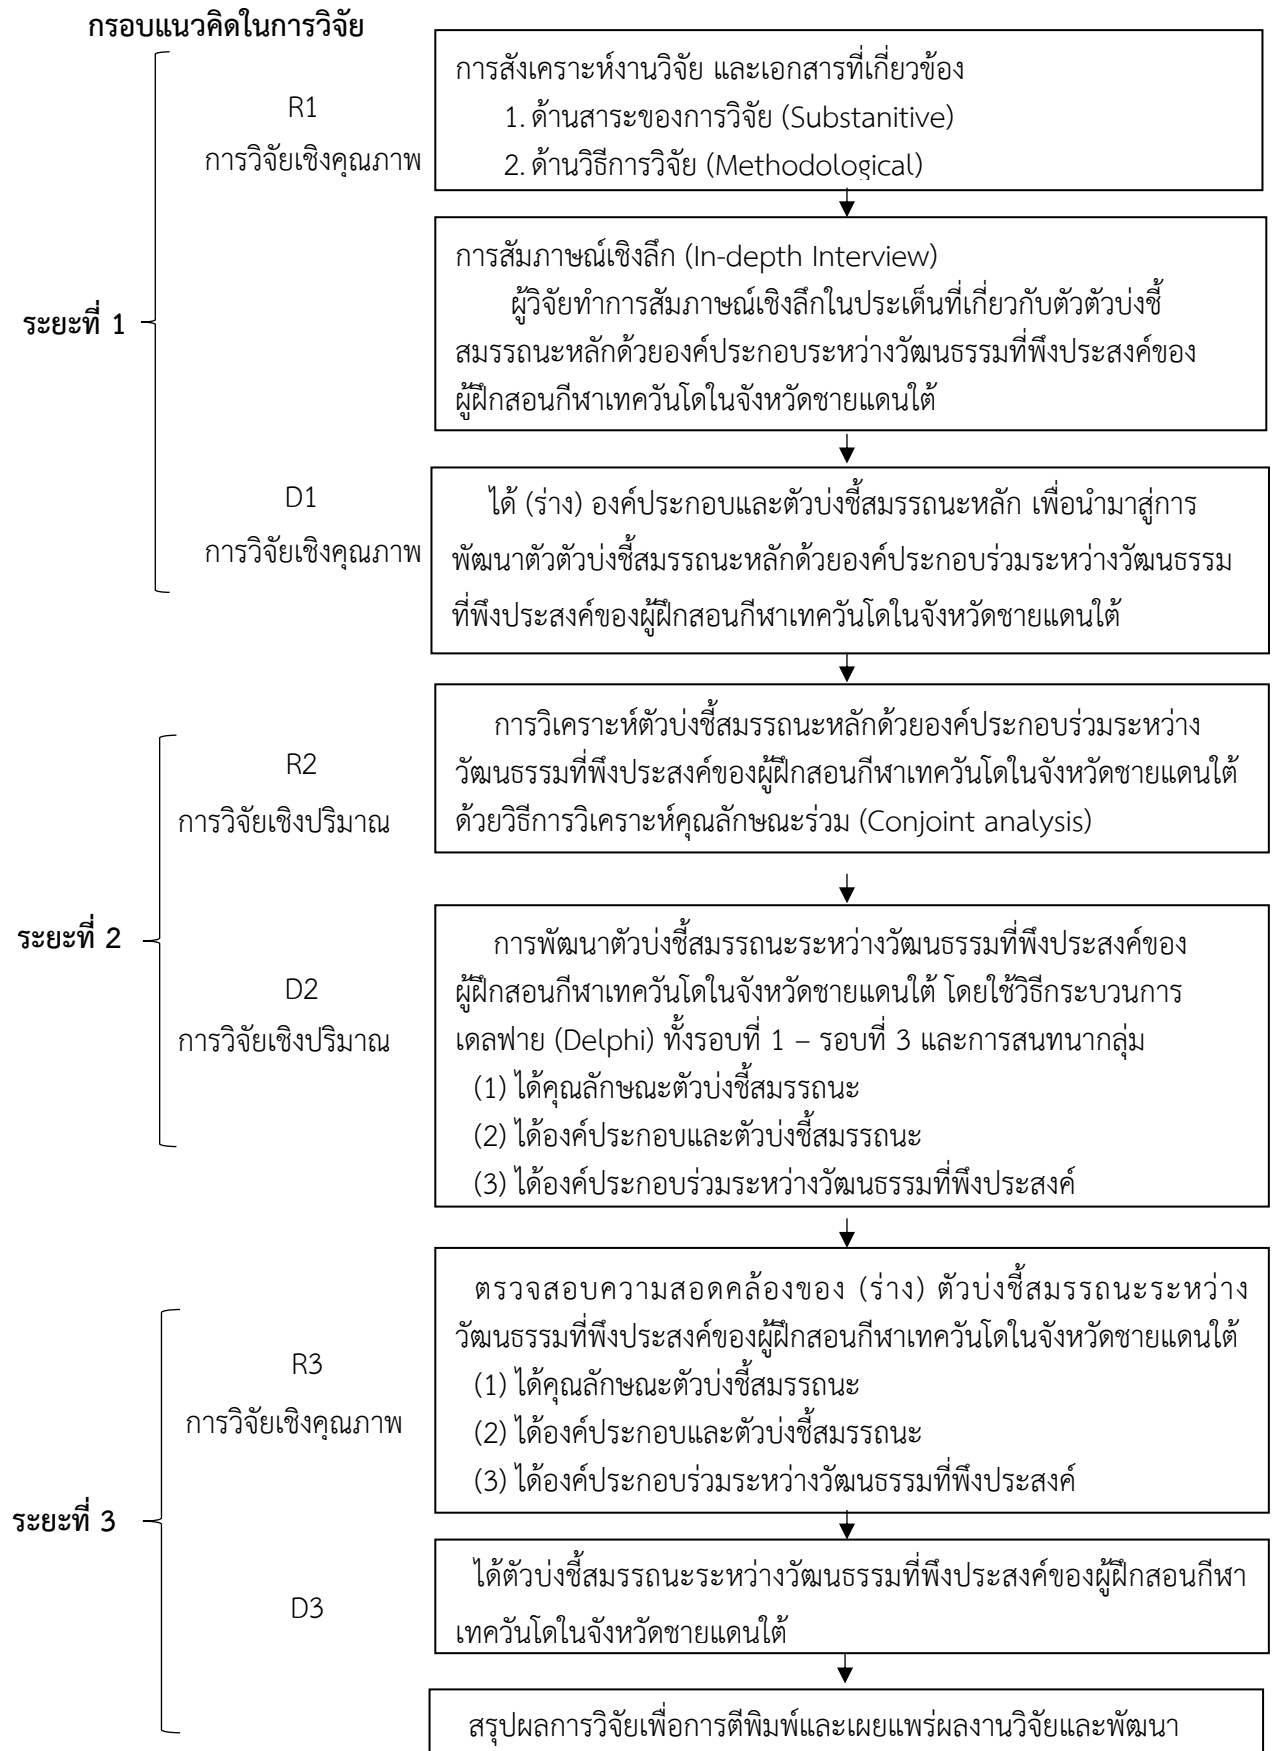 กรอบแนวคิดในการวิจัย
ระยะที่ 1
R1
การวิจัยเชิงคุณภาพ
การสังเคราะห์งานวิจัย และเอกสารที่เกี่ยวข้อง
1. ด้านสาระของการวิจัย (Substanitive)
2. ด้านวิธีการวิจัย (Methodological)
การสัมภาษณ์เชิงลึก (In-depth Interview)
ผู้วิจัยทำการสัมภาษณ์เชิงลึกในประเด็นที่เกี่ยวกับตัวตัวบ่งชี้
สมรรถนะหลักด้วยองค์ประกอบระหว่างวัฒนธรรมที่พึงประสงค์ของ
ผู้ฝึกสอนกีฬาเทควันโดในจังหวัดชายแดนใต้
D1
การวิจัยเชิงคุณภาพ
ได้ (ร่าง) องค์ประกอบและตัวบ่งชี้สมรรถนะหลัก เพื่อนำมาสู่การ
พัฒนาตัวตัวบ่งชี้สมรรถนะหลักด้วยองค์ประกอบร่วมระหว่างวัฒนธรรม
ที่พึงประสงค์ของผู้ฝึกสอนกีฬาเทควันโดในจังหวัดชายแดนใต้
ระยะที่ 2
R2
การวิจัยเชิงปริมาณ
การวิเคราะห์ตัวบ่งชี้สมรรถนะหลักด้วยองค์ประกอบร่วมระหว่าง
วัฒนธรรมที่พึงประสงค์ของผู้ฝึกสอนกีฬาเทควันโดในจังหวัดชายแดนใต้
ด้วยวิธีการวิเคราะห์คุณลักษณะร่วม (Conjoint analysis)
D2
การวิจัยเชิงปริมาณ
การพัฒนาตัวบ่งชี้สมรรถนะระหว่างวัฒนธรรมที่พึงประสงค์ของ
ผู้ฝึกสอนกีฬาเทควันโดในจังหวัดชายแดนใต้ โดยใช้วิธีกระบวนการ
เดลฟาย (Delphi) ทั้งรอบที่ 1 – รอบที่ 3 และการสนทนากลุ่ม
(1) ได้คุณลักษณะตัวบ่งชี้สมรรถนะ
(2) ได้องค์ประกอบและตัวบ่งชี้สมรรถนะ
(3) ได้องค์ประกอบร่วมระหว่างวัฒนธรรมที่พึงประสงค์
ระยะที่ 3
R3
การวิจัยเชิงคุณภาพ
ตรวจสอบความสอดคล้องของ (ร่าง) ตัวบ่งชี้สมรรถนะระหว่าง
วัฒนธรรมที่พึงประสงค์ของผู้ฝึกสอนกีฬาเทควันโดในจังหวัดชายแดนใต้
(1) ได้คุณลักษณะตัวบ่งชี้สมรรถนะ
(2) ได้องค์ประกอบและตัวบ่งชี้สมรรถนะ
(3) ได้องค์ประกอบร่วมระหว่างวัฒนธรรมที่พึงประสงค์
D3
ได้ตัวบ่งชี้สมรรถนะระหว่างวัฒนธรรมที่พึงประสงค์ของผู้ฝึกสอนกีฬา
เทควันโดในจังหวัดชายแดนใต้
สรุปผลการวิจัยเพื่อการตีพิมพ์และเผยแพร่ผลงานวิจัยและพัฒนา